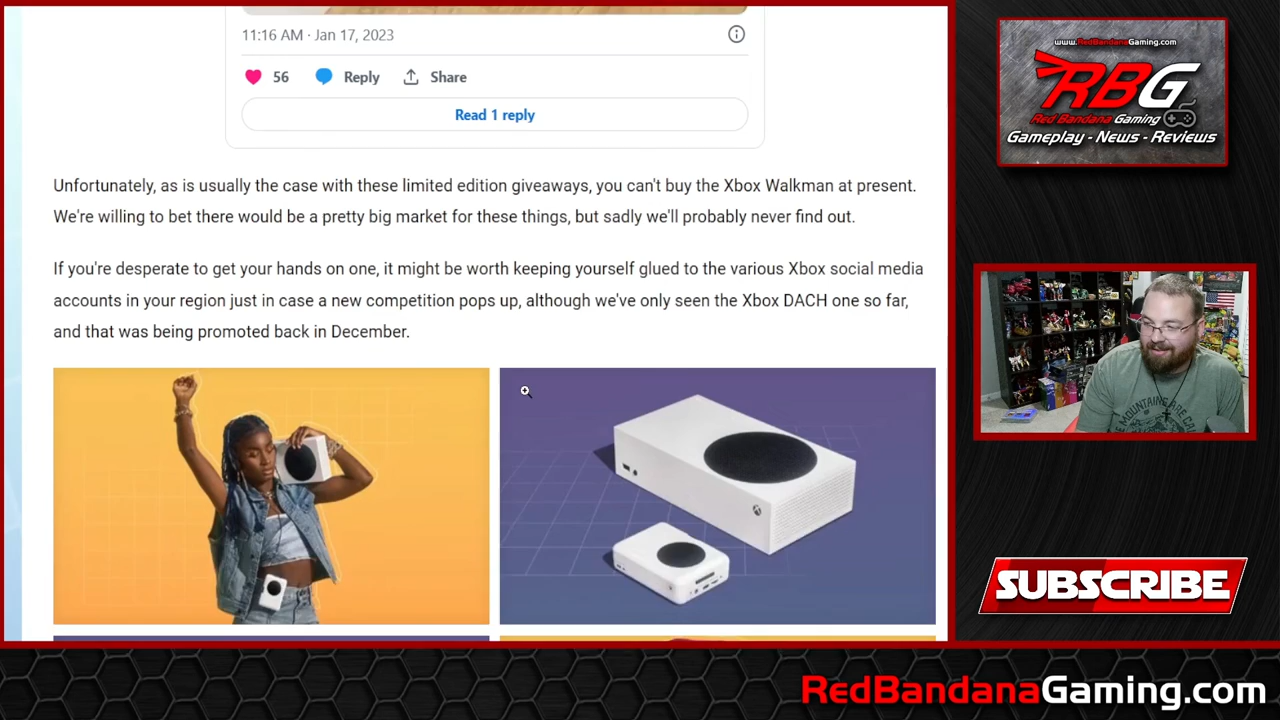 11:16 AM · Jan 17, 2023
56 Reply Share
Read 1 reply
Unfortunately, as is usually the case with these limited edition giveaways, you can't buy the Xbox Walkman at present.
We're willing to bet there would be a pretty big market for these things, but sadly we'll probably never find out.
If you're desperate to get your hands on one, it might be worth keeping yourself glued to the various Xbox social media
accounts in your region just in case a new competition pops up, although we've only seen the Xbox DACH one so far,
and that was being promoted back in December.
www.RedBandanaGaming.com
RBG
Red Bandana Gaming
Gameplay - News - Reviews
MOUNTAINS ARE
SUBSCRIBE
RedBandanaGaming.com